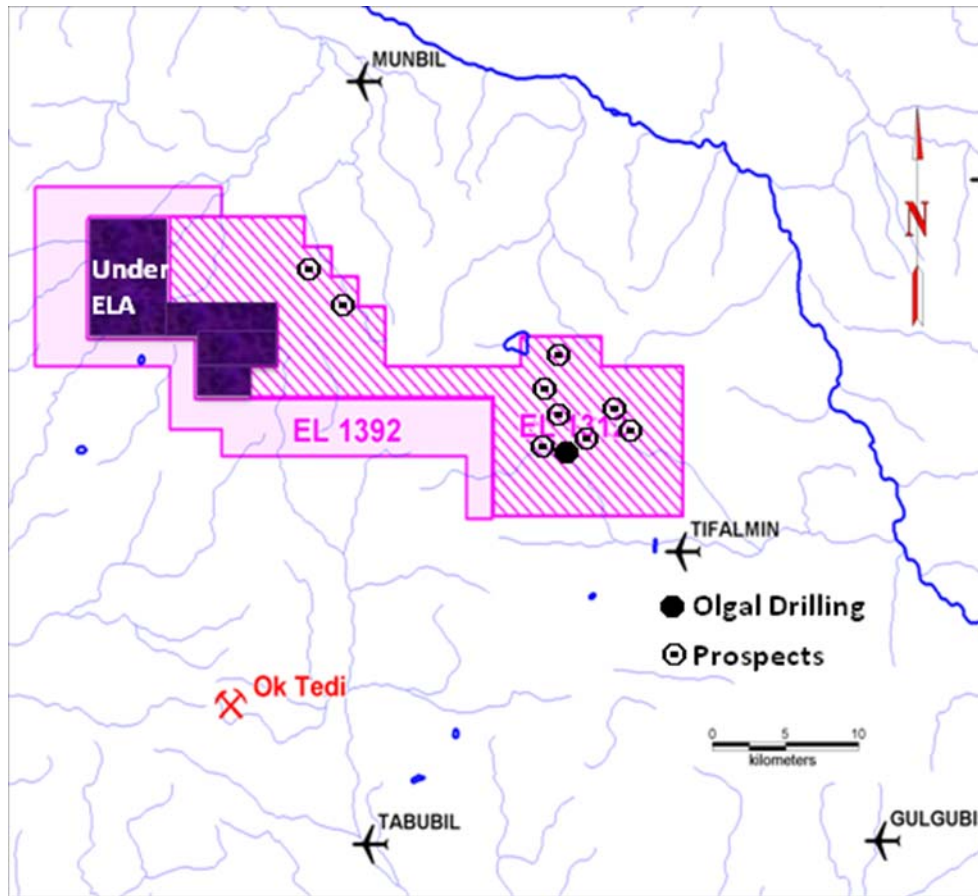 MUNBIL
N
Under
ELA
EL 1392
TIFALMIN
Olgal Drilling
Prospects
Ok Tedi
0 5 10
kilometers
TABUBIL
GULGUBI